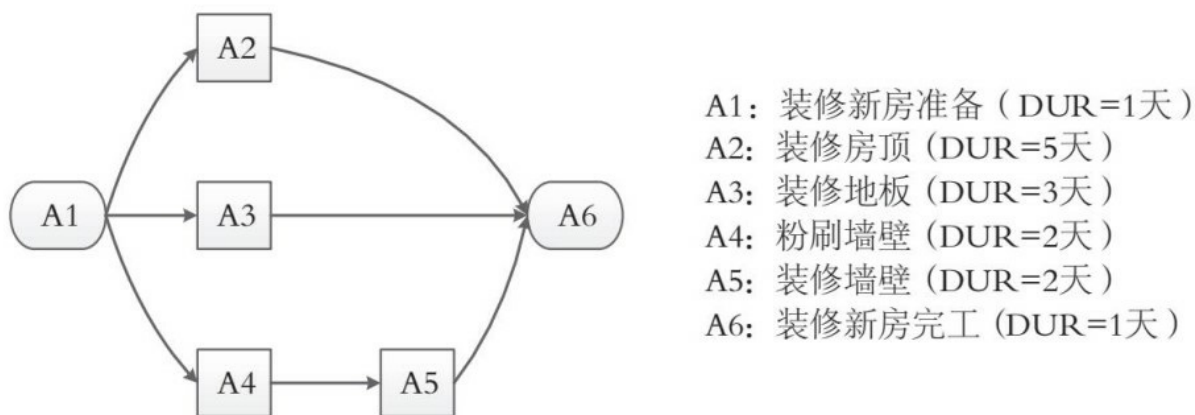 A2
A1
A3
A6
A4
A5
A1：装修新房准备（DUR=1天）
A2：装修房顶（DUR=5天）
A3：装修地板（DUR=3天）
A4：粉刷墙壁（DUR=2天）
A5：装修墙壁（DUR=2天）
A6：装修新房完工（DUR=1天）